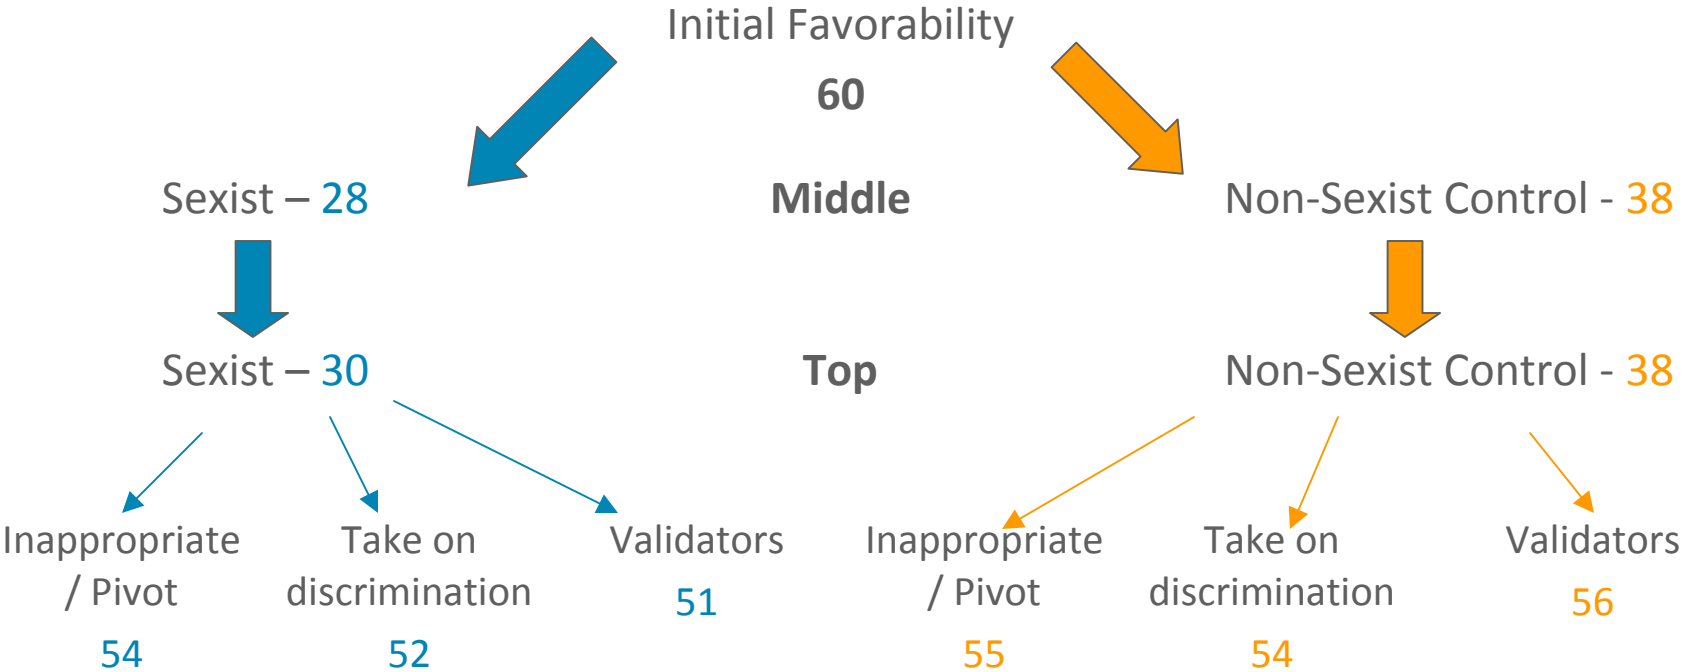 Initial Favorability
60
Sexist – 28
Middle
Non-Sexist Control - 38
Sexist – 30
Top
Non-Sexist Control - 38
Inappropriate
/ Pivot
54
Take on
discrimination
52
Validators
51
Inappropriate
/ Pivot
55
Take on
discrimination
54
Validators
56